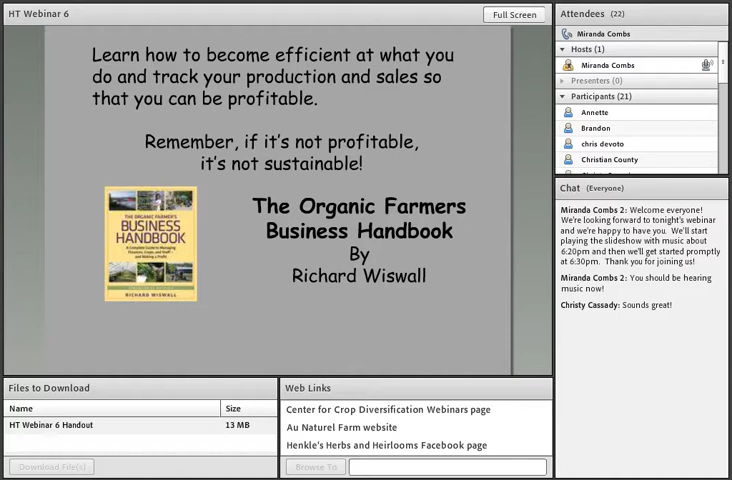 HT Webinar 6
Full Screen
Learn how to become efficient at what you
do and track your production and sales so
that you can be profitable.
Remember, if it's not profitable,
it's not sustainable!
THE ORGANIC FARMER'S
BUSINESS HANDBOOK
RICHARD WISWALL
The Organic Farmers
Business Handbook
By
Richard Wiswall
Files to Download
Name Size
HT Webinar 6 Handout 13 MB
Download File(s)
Web Links
Center for Crop Diversification Webinars page
Au Naturel Farm website
Henkle's Herbs and Heirlooms Facebook page
Browse To
Attendees (22)
Miranda Combs
Hosts (1)
Miranda Combs
Presenters (0)
Participants (21)
Annette
Brandon
chris devoto
Christian County
Chat (Everyone)
Miranda Combs 2: Welcome everyone!
We're looking forward to tonight's webinar
and we're happy to have you. We'll start
playing the slideshow with music about
6:20pm and then we'll get started promptly
at 6:30pm. Thank you for joining us!
Miranda Combs 2: You should be hearing
music now!
Christy Cassady: Sounds great!